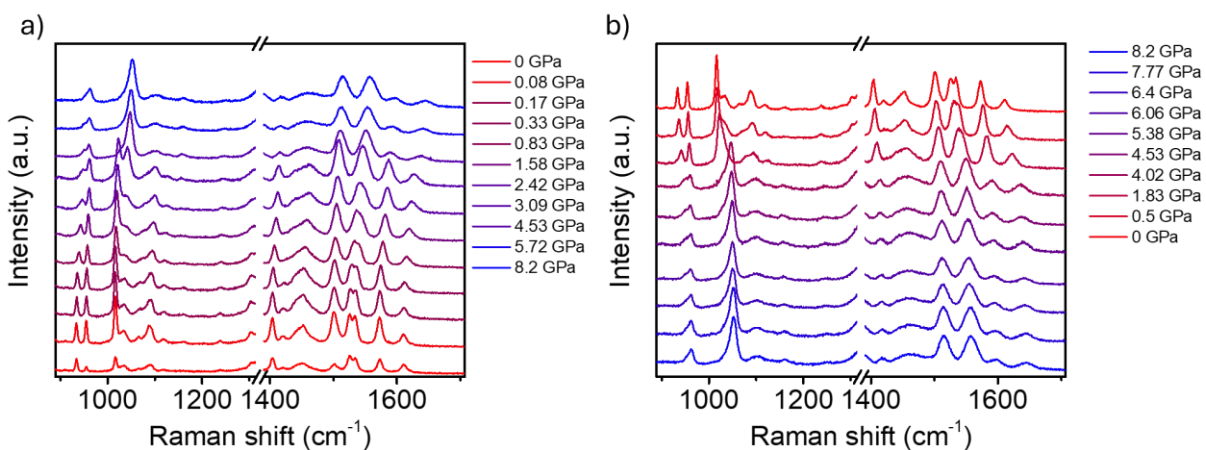 a)
Intensity (a.u.)
0 GPa
0.08 GPa
0.17 GPa
0.33 GPa
0.83 GPa
1.58 GPa
2.42 GPa
3.09 GPa
4.53 GPa
5.72 GPa
8.2 GPa
1000 1200 1400 1600
Raman shift (cm⁻¹)
b)
Intensity (a.u.)
8.2 GPa
7.77 GPa
6.4 GPa
6.06 GPa
5.38 GPa
4.53 GPa
4.02 GPa
1.83 GPa
0.5 GPa
0 GPa
1000 1200 1400 1600
Raman shift (cm⁻¹)